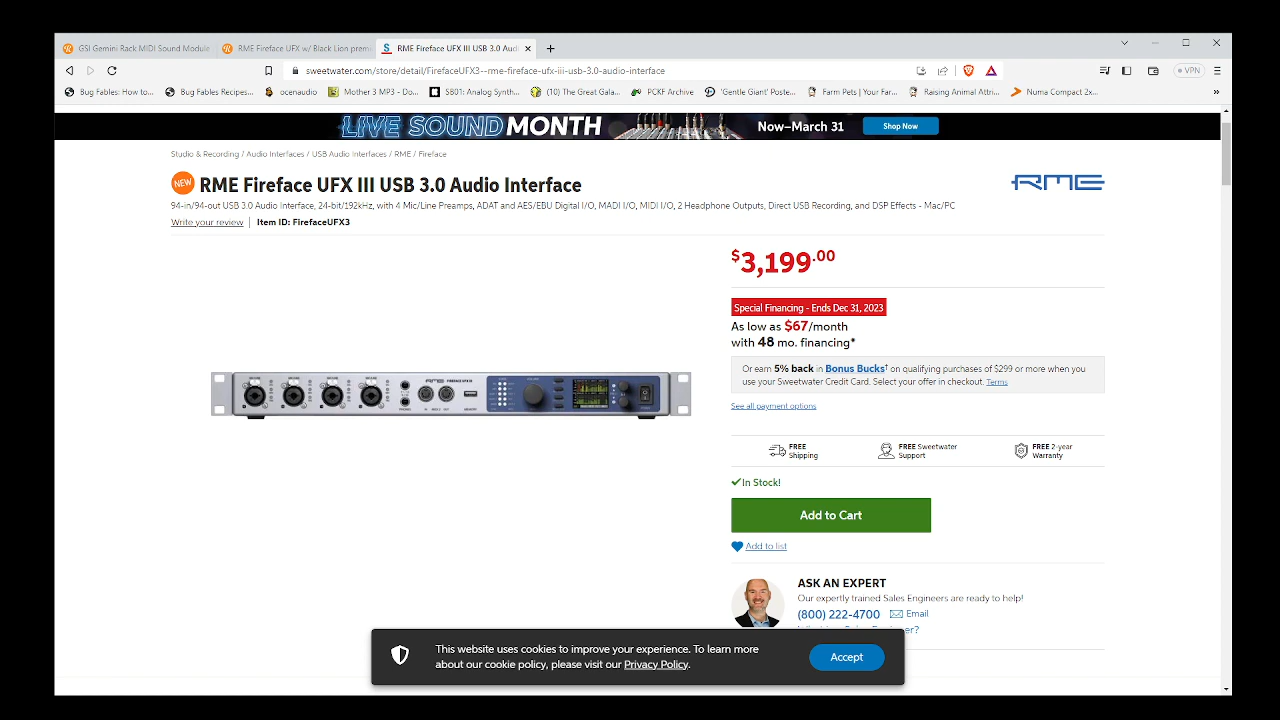 GSI Gemini Rack MIDI Sound Module
RME Fireface UFX w/ Black Lion premi
RME Fireface UFX III USB 3.0 Audi
sweetwater.com/store/detail/FirefaceUFX3--rme-fireface-ufx-iii-usb-3.0-audio-interface
VPN
Bug Fables: How to...
Bug Fables Recipes...
ocenaudio
Mother 3 MP3 - Do...
SB01: Analog Synth...
(10) The Great Gala...
PCKF Archive
'Gentle Giant' Poste...
Farm Pets | Your Far...
Raising Animal Attri...
Numa Compact 2x...
LIVE SOUND MONTH
Now–March 31
Shop Now
Studio & Recording / Audio Interfaces / USB Audio Interfaces / RME / Fireface
NEW RME Fireface UFX III USB 3.0 Audio Interface
RME
94-in/94-out USB 3.0 Audio Interface, 24-bit/192kHz, with 4 Mic/Line Preamps, ADAT and AES/EBU Digital I/O, MADI I/O, MIDI I/O, 2 Headphone Outputs, Direct USB Recording, and DSP Effects - Mac/PC
Write your review | Item ID: FirefaceUFX3
$3,199.00
Special Financing - Ends Dec 31, 2023
As low as $67/month
with 48 mo. financing*
Or earn 5% back in Bonus Bucks† on qualifying purchases of $299 or more when you
use your Sweetwater Credit Card. Select your offer in checkout. Terms
See all payment options
FREE
Shipping
FREE Sweetwater
Support
FREE 2-year
Warranty
In Stock!
Add to Cart
Add to list
ASK AN EXPERT
Our expertly trained Sales Engineers are ready to help!
(800) 222-4700 Email
This website uses cookies to improve your experience. To learn more
about our cookie policy, please visit our Privacy Policy.
Accept